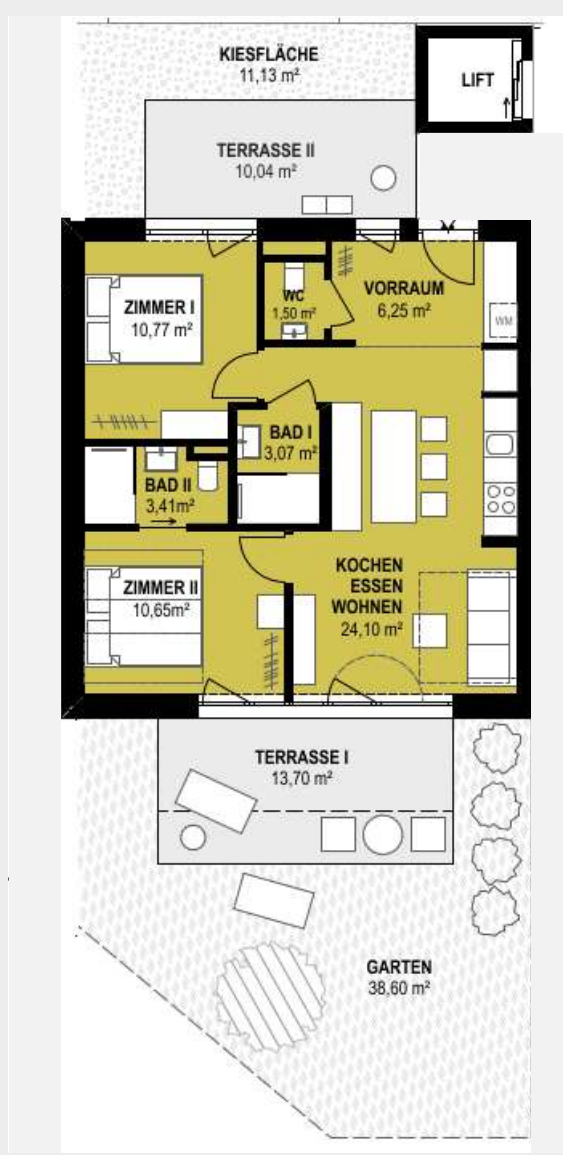 KIESFLÄCHE
11,13 m²
LIFT
TERRASSE II
10,04 m²
ZIMMER I
10,77 m²
WC
1,50 m²
VORRAUM
6,25 m²
WM
BAD I
3,07 m²
BAD II
3,41m²
ZIMMER II
10,65m²
KOCHEN
ESSEN
WOHNEN
24,10 m²
TERRASSE I
13,70 m²
GARTEN
38,60 m²